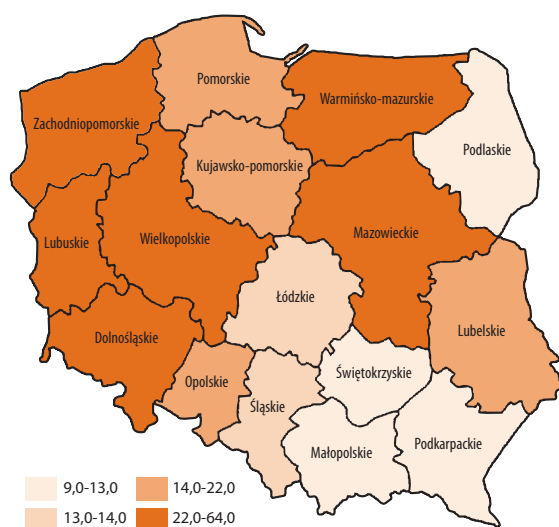 Pomorskie
Warmińsko-mazurskie
Zachodniopomorskie
Podlaskie
Kujawsko-pomorskie
Mazowieckie
Wielkopolskie
Lubuskie
Łódzkie
Lubelskie
Dolnośląskie
Świętokrzyskie
Opolskie
Śląskie
Podkarpackie
Małopolskie
9,0-13,0
14,0-22,0
13,0-14,0
22,0-64,0